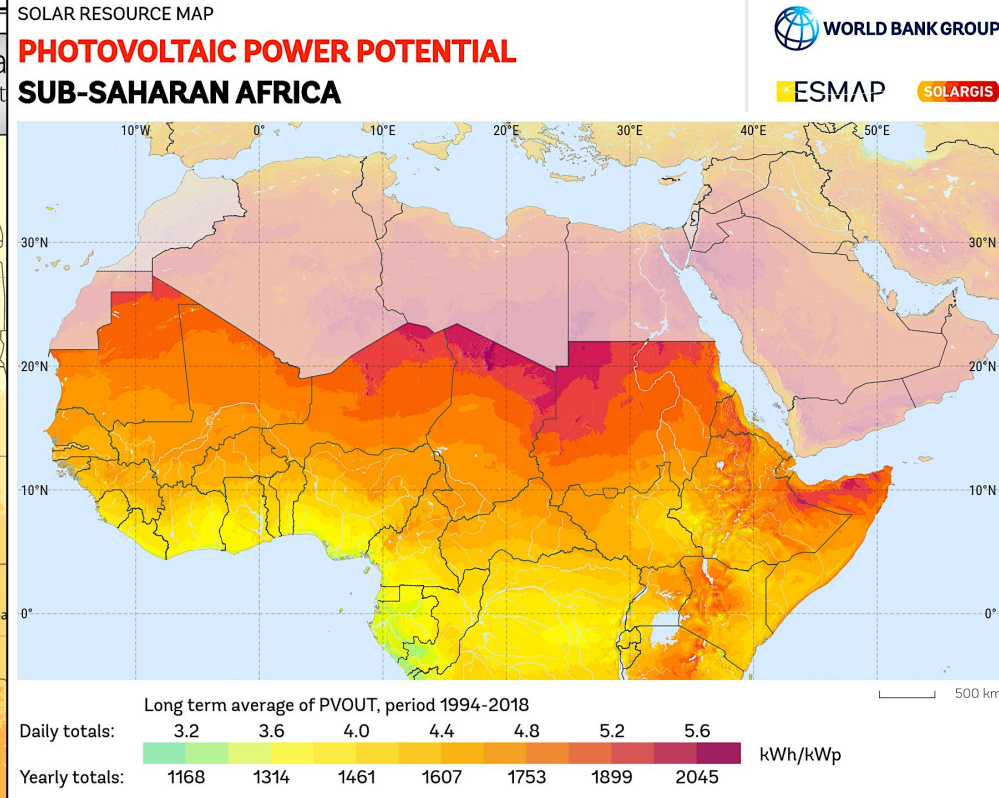 SOLAR RESOURCE MAP
PHOTOVOLTAIC POWER POTENTIAL
SUB-SAHARAN AFRICA
WORLD BANK GROUP
ESMAP
SOLARGIS
10°W 0° 10°E 20°E 30°E 40°E 50°E
30°N 30°N
20°N 20°N
10°N 10°N
0° 0°
500 km
Long term average of PVOUT, period 1994-2018
Daily totals: 3.2 3.6 4.0 4.4 4.8 5.2 5.6
kWh/kWp
Yearly totals: 1168 1314 1461 1607 1753 1899 2045